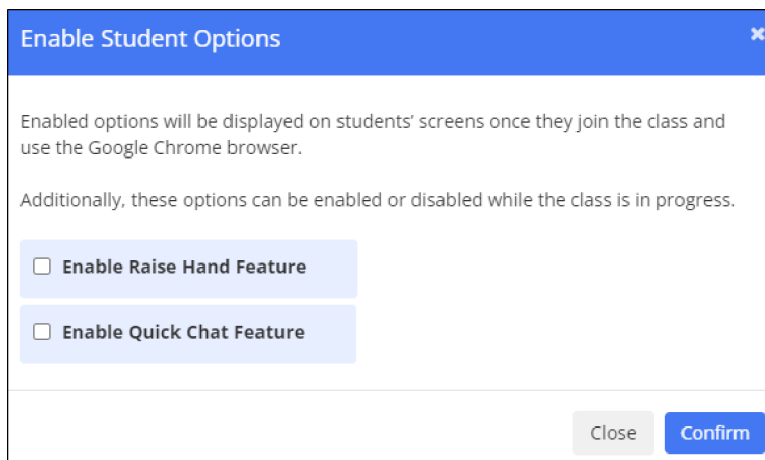 Enable Student Options
Enabled options will be displayed on students’ screens once they join the class and
use the Google Chrome browser.
Additionally, these options can be enabled or disabled while the class is in progress.
Enable Raise Hand Feature
Enable Quick Chat Feature
Close Confirm